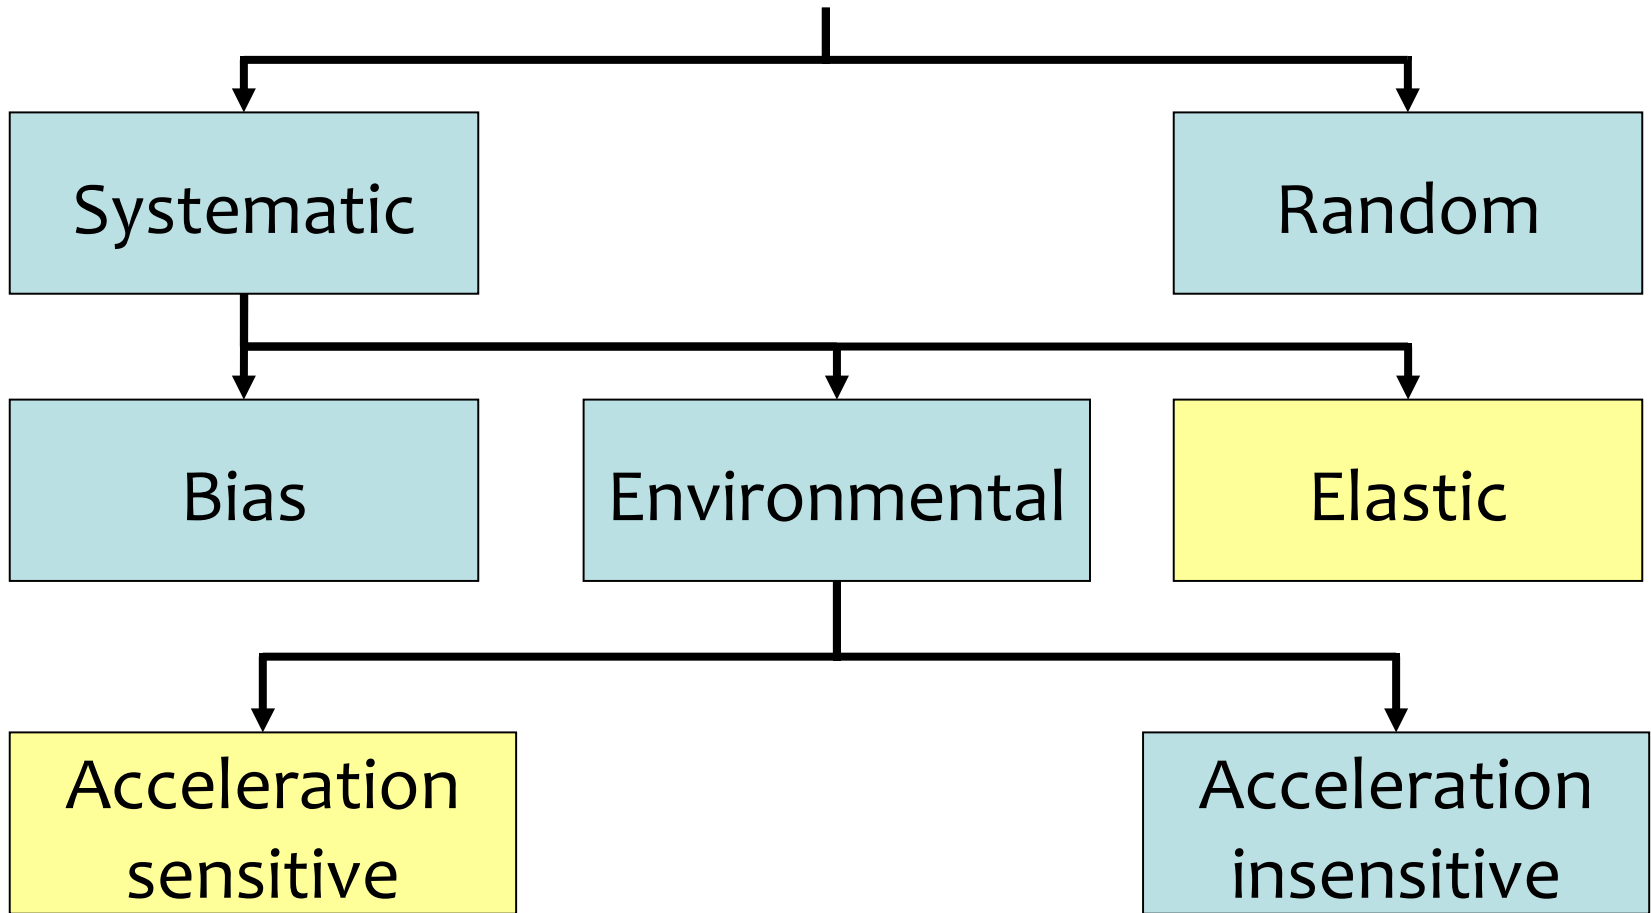 Systematic
Random
Bias
Environmental
Elastic
Acceleration
sensitive
Acceleration
insensitive